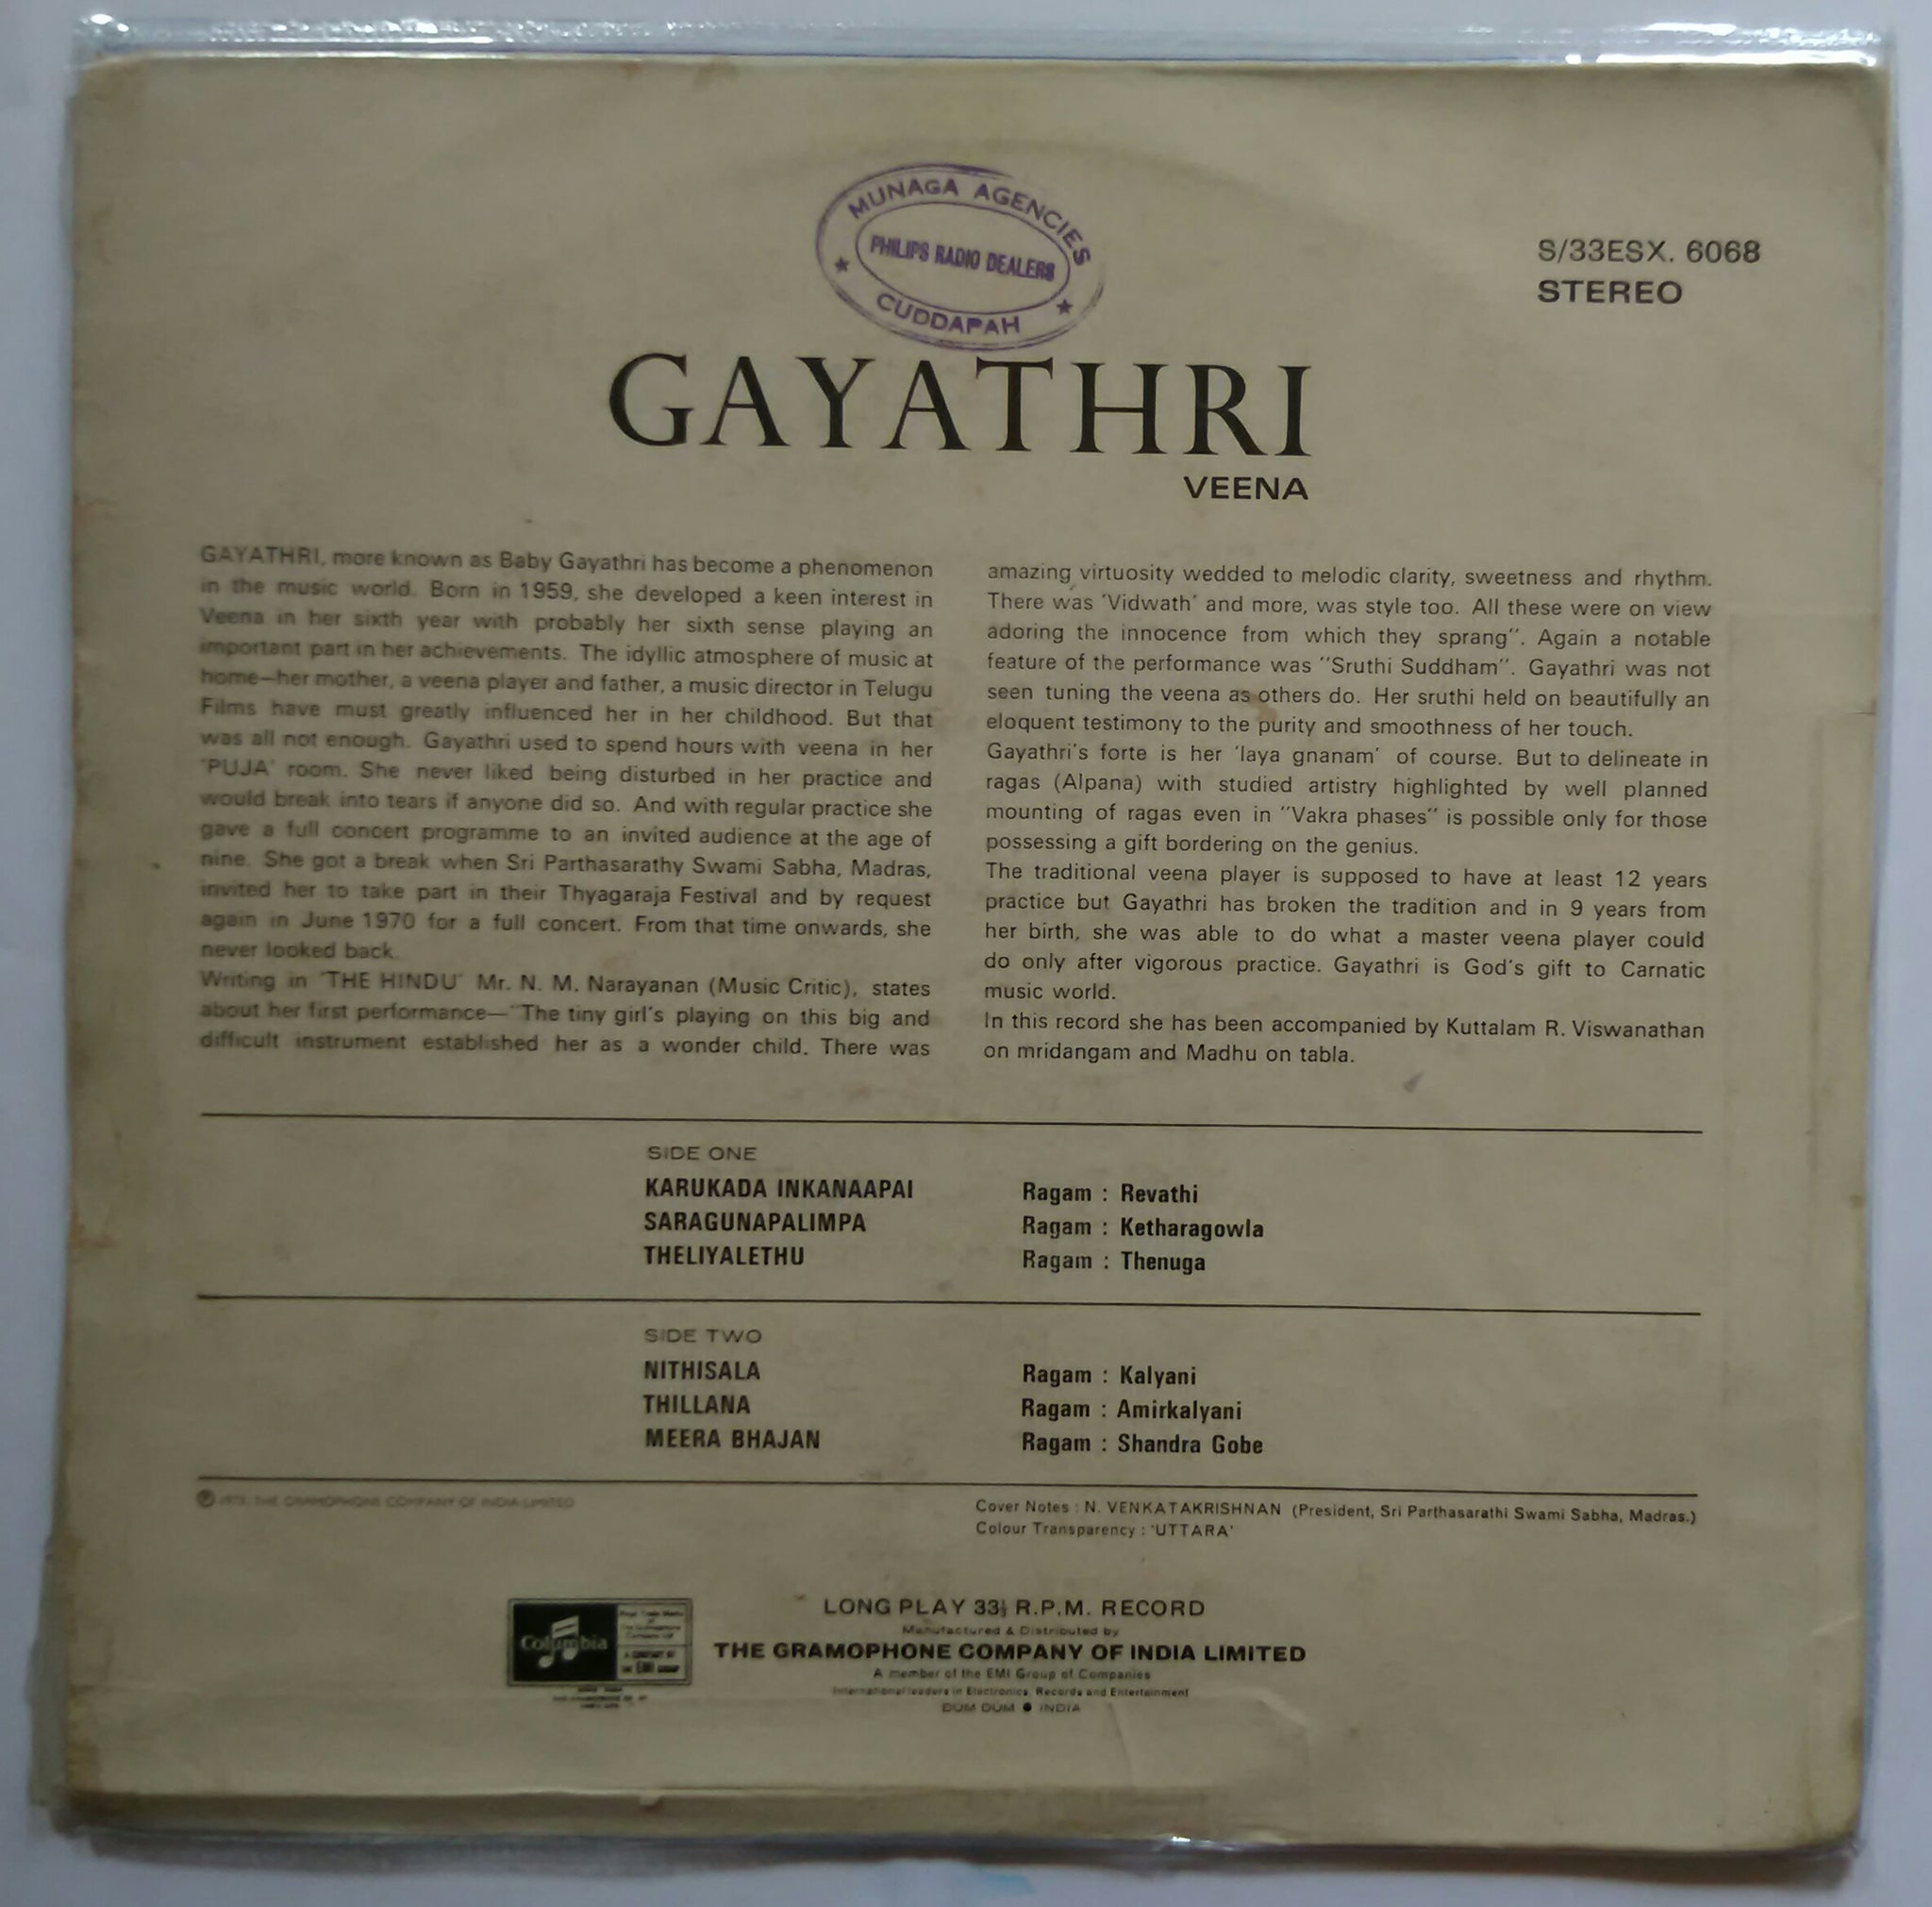 MUNAGA AGENCIES
PHILIPS RADIO DEALERS
CUDDAPAH
S/33ESX. 6068
STEREO
GAYATHRI
VEENA
GAYATHRI, more known as Baby Gayathri has become a phenomenon
in the music world. Born in 1959, she developed a keen interest in
Veena in her sixth year with probably her sixth sense playing an
important part in her achievements. The idyllic atmosphere of music at
home—her mother, a veena player and father, a music director in Telugu
Films have must greatly influenced her in her childhood. But that
was all not enough. Gayathri used to spend hours with veena in her
'PUJA' room. She never liked being disturbed in her practice and
would break into tears if anyone did so. And with regular practice she
gave a full concert programme to an invited audience at the age of
nine. She got a break when Sri Parthasarathy Swami Sabha, Madras,
invited her to take part in their Thyagaraja Festival and by request
again in June 1970 for a full concert. From that time onwards, she
never looked back.
Writing in 'THE HINDU' Mr. N. M. Narayanan (Music Critic), states
about her first performance—"The tiny girl's playing on this big and
difficult instrument established her as a wonder child. There was
amazing virtuosity wedded to melodic clarity, sweetness and rhythm.
There was 'Vidwath' and more, was style too. All these were on view
adoring the innocence from which they sprang". Again a notable
feature of the performance was "Sruthi Suddham". Gayathri was not
seen tuning the veena as others do. Her sruthi held on beautifully an
eloquent testimony to the purity and smoothness of her touch.
Gayathri's forte is her 'laya gnanam' of course. But to delineate in
ragas (Alpana) with studied artistry highlighted by well planned
mounting of ragas even in "Vakra phases" is possible only for those
possessing a gift bordering on the genius.
The traditional veena player is supposed to have at least 12 years
practice but Gayathri has broken the tradition and in 9 years from
her birth, she was able to do what a master veena player could
do only after vigorous practice. Gayathri is God's gift to Carnatic
music world.
In this record she has been accompanied by Kuttalam R. Viswanathan
on mridangam and Madhu on tabla.
SIDE ONE
KARUKADA INKANAAPAI Ragam : Revathi
SARAGUNAPALIMPA Ragam : Ketharagowla
THELIYALETHU Ragam : Thenuga
SIDE TWO
NITHISALA Ragam : Kalyani
THILLANA Ragam : Amirkalyani
MEERA BHAJAN Ragam : Shandra Gobe
℗ THE GRAMOPHONE COMPANY OF INDIA LIMITED
Cover Notes : N. VENKATAKRISHNAN (President, Sri Parthasarathi Swami Sabha, Madras.)
Colour Transparency : 'UTTARA'
Columbia
LONG PLAY 33⅓ R.P.M. RECORD
Manufactured & Distributed by
THE GRAMOPHONE COMPANY OF INDIA LIMITED
A member of the EMI Group of Companies
International leaders in Electronics, Records and Entertainment
DUM DUM ● INDIA